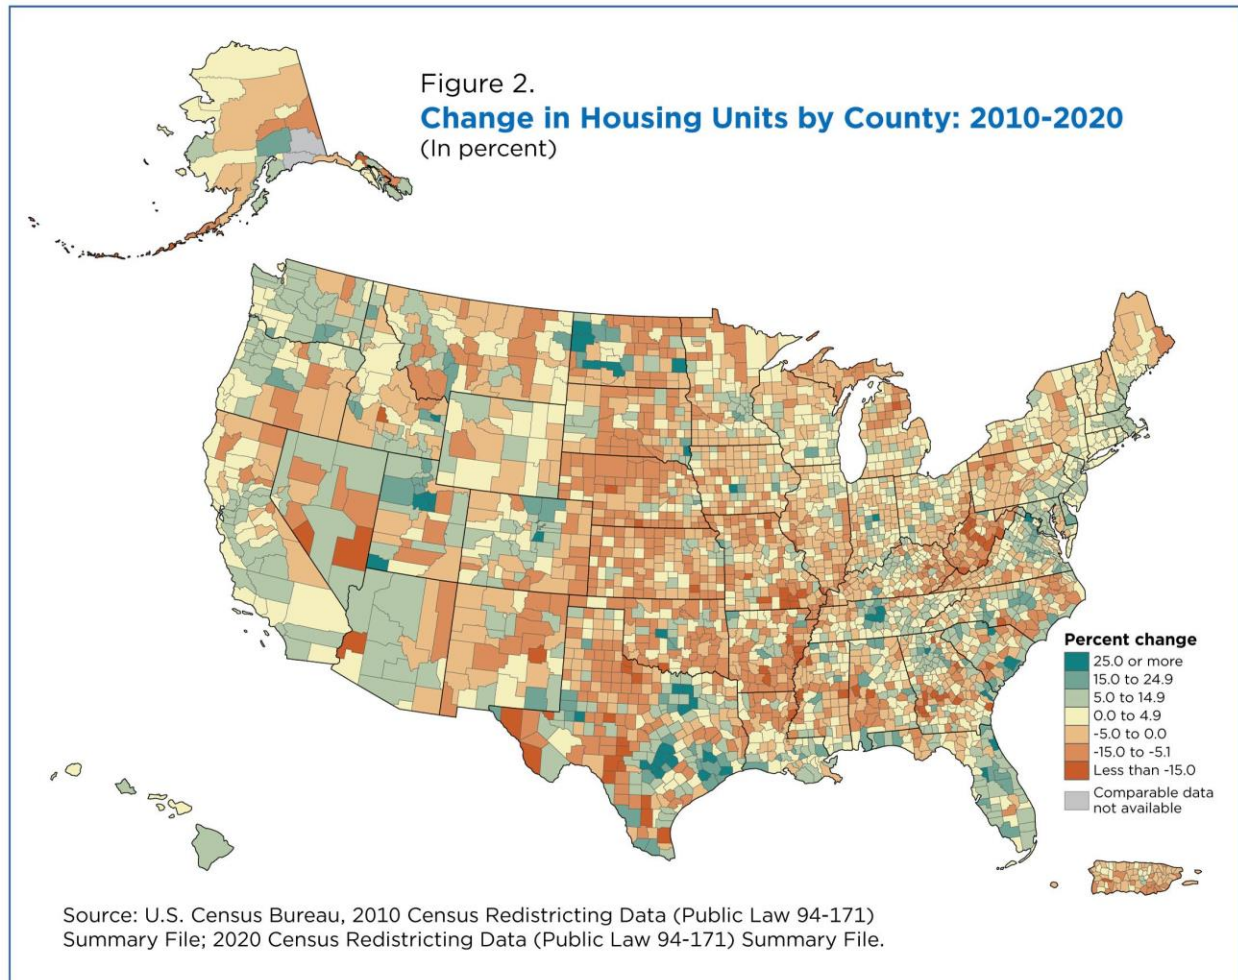 Figure 2.
Change in Housing Units by County: 2010-2020
(In percent)
Percent change
25.0 or more
15.0 to 24.9
5.0 to 14.9
0.0 to 4.9
-5.0 to 0.0
-15.0 to -5.1
Less than -15.0
Comparable data
not available
Source: U.S. Census Bureau, 2010 Census Redistricting Data (Public Law 94-171)
Summary File; 2020 Census Redistricting Data (Public Law 94-171) Summary File.